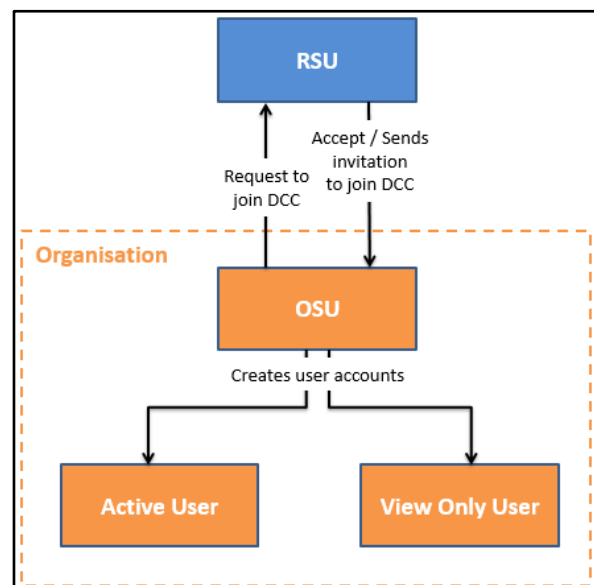 RSU
Accept / Sends
invitation
to join DCC
Request to
join DCC
Organisation
OSU
Creates user accounts
Active User
View Only User